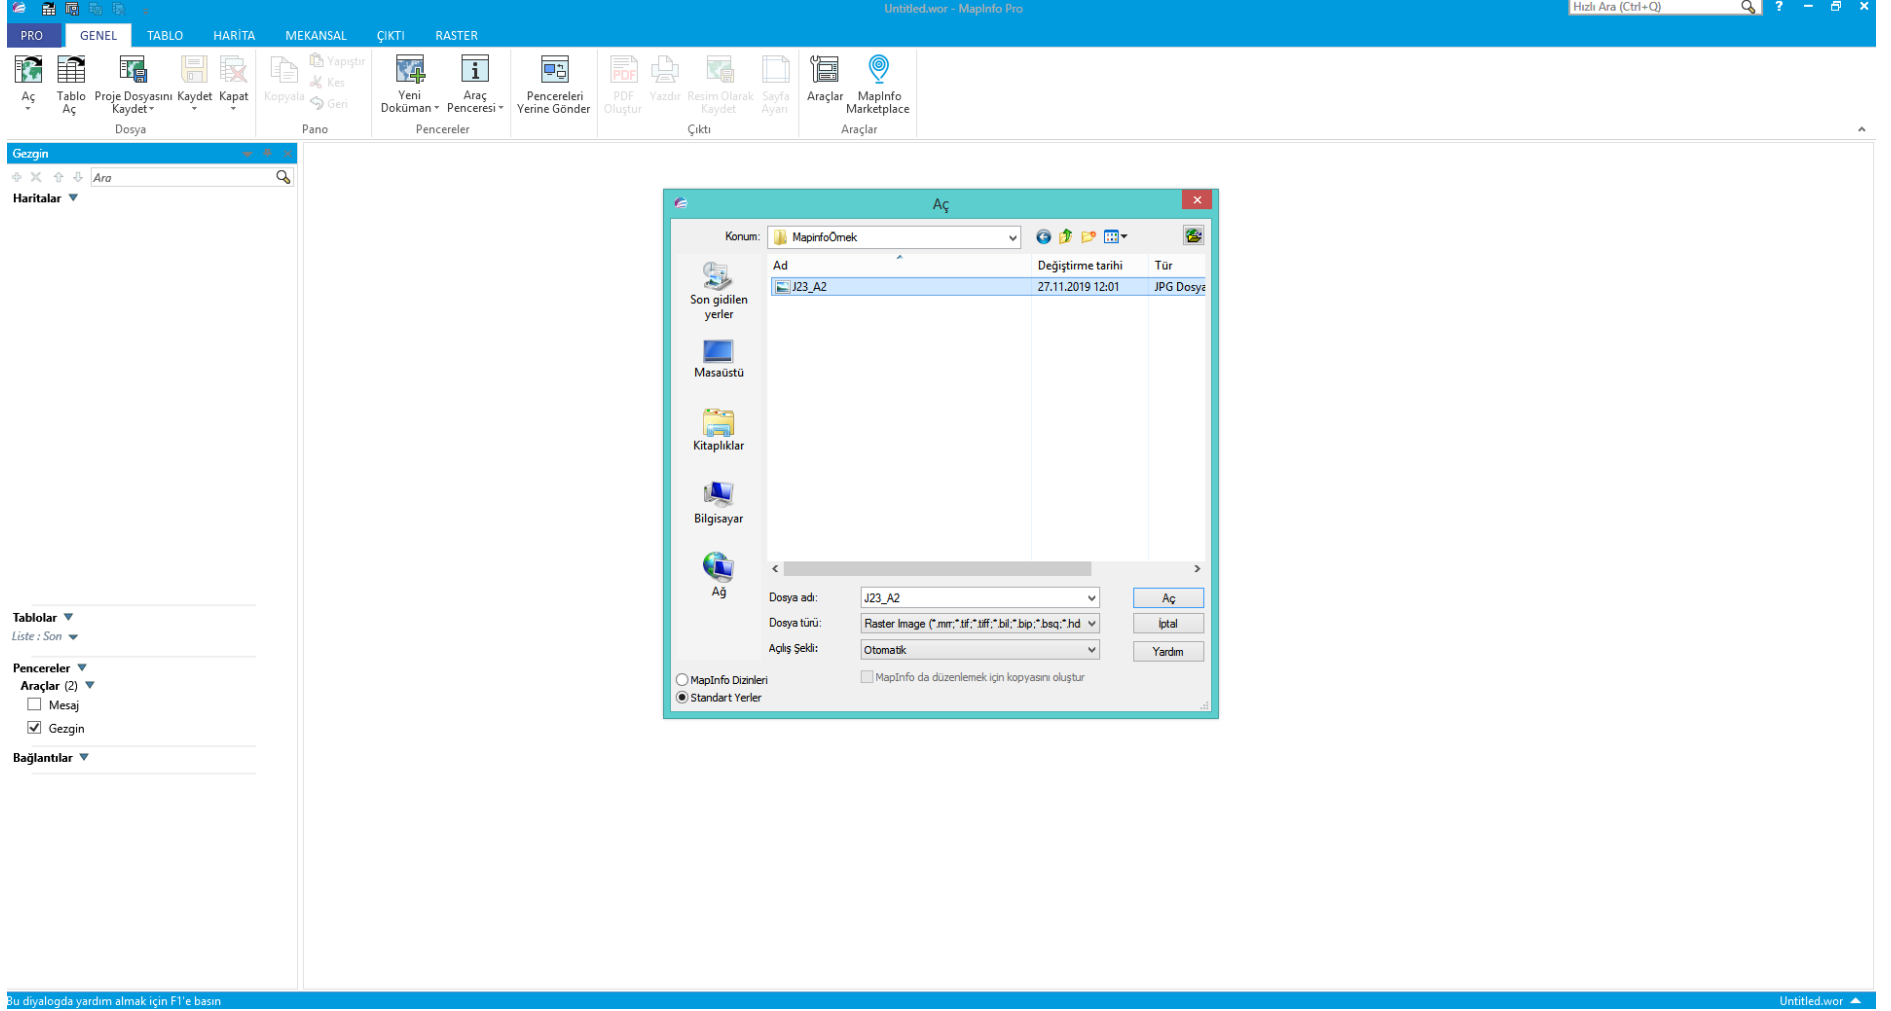 Untitled.wor - MapInfo Pro
Hızlı Ara (Ctrl+Q)
?
PRO
GENEL
TABLO
HARİTA
MEKANSAL
ÇIKTI
RASTER
Aç
Tablo
Aç
Proje Dosyasını
Kaydet
Kaydet
Kapat
Dosya
Kopyala
Yapıştır
Kes
Geri
Pano
Yeni
Doküman
Araç
Penceresi
Pencereler
Pencereleri
Yerine Gönder
PDF
Oluştur
Yazdır
Resim Olarak
Kaydet
Sayfa
Ayarı
Çıktı
Araçlar
MapInfo
Marketplace
Araçlar
Gezgin
Ara
Haritalar
Tablolar
Liste : Son
Pencereler
Araçlar (2)
Mesaj
Gezgin
Bağlantılar
Aç
Konum:
MapinfoÖrnek
Ad
Değiştirme tarihi
Tür
J23_A2
27.11.2019 12:01
JPG Dosya
Son gidilen
yerler
Masaüstü
Kitaplıklar
Bilgisayar
Ağ
Dosya adı:
J23_A2
Aç
Dosya türü:
Raster Image (*.mrr;*.tif;*.tiff;*.bil;*.bip;*.bsq;*.hd
İptal
Açılış Şekli:
Otomatik
Yardım
MapInfo Dizinleri
MapInfo da düzenlemek için kopyasını oluştur
Standart Yerler
Bu diyalogda yardım almak için F1'e basın
Untitled.wor